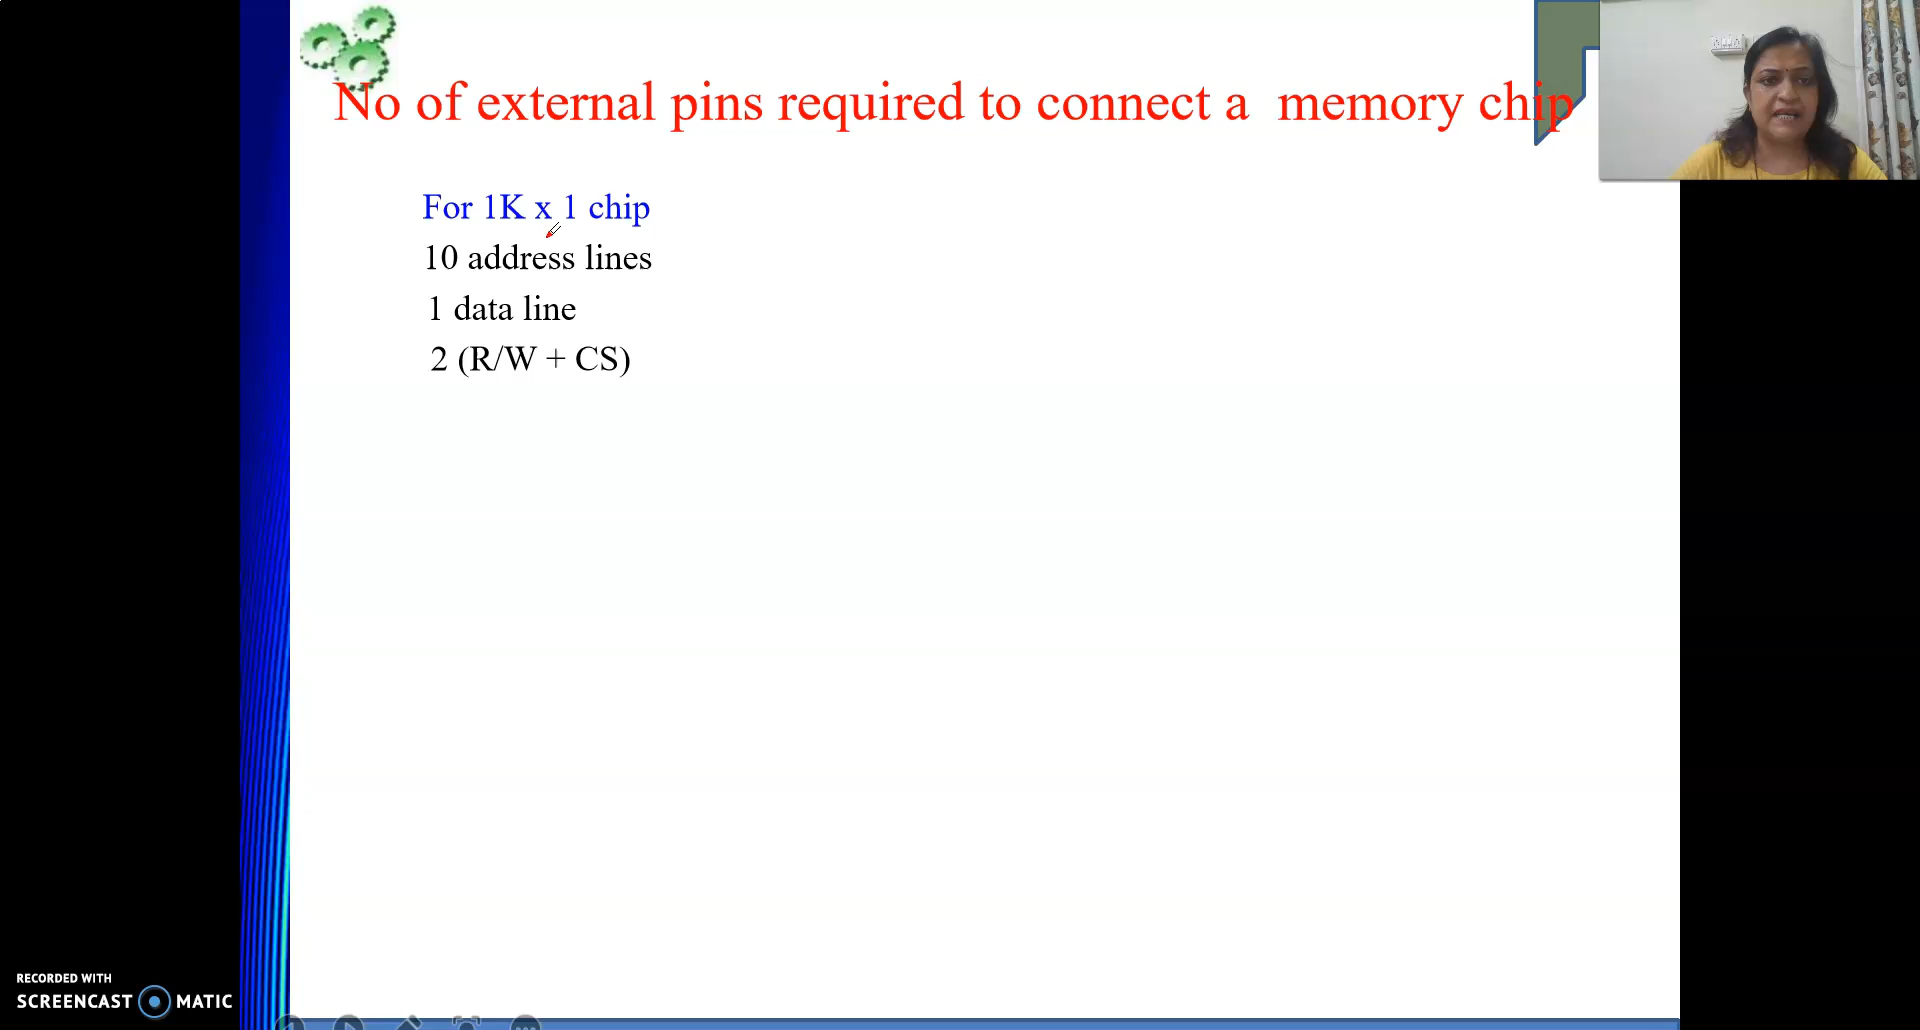 No of external pins required to connect a memory chip
For 1K x 1 chip
10 address lines
1 data line
2 (R/W + CS)
RECORDED WITH
SCREENCAST MATIC